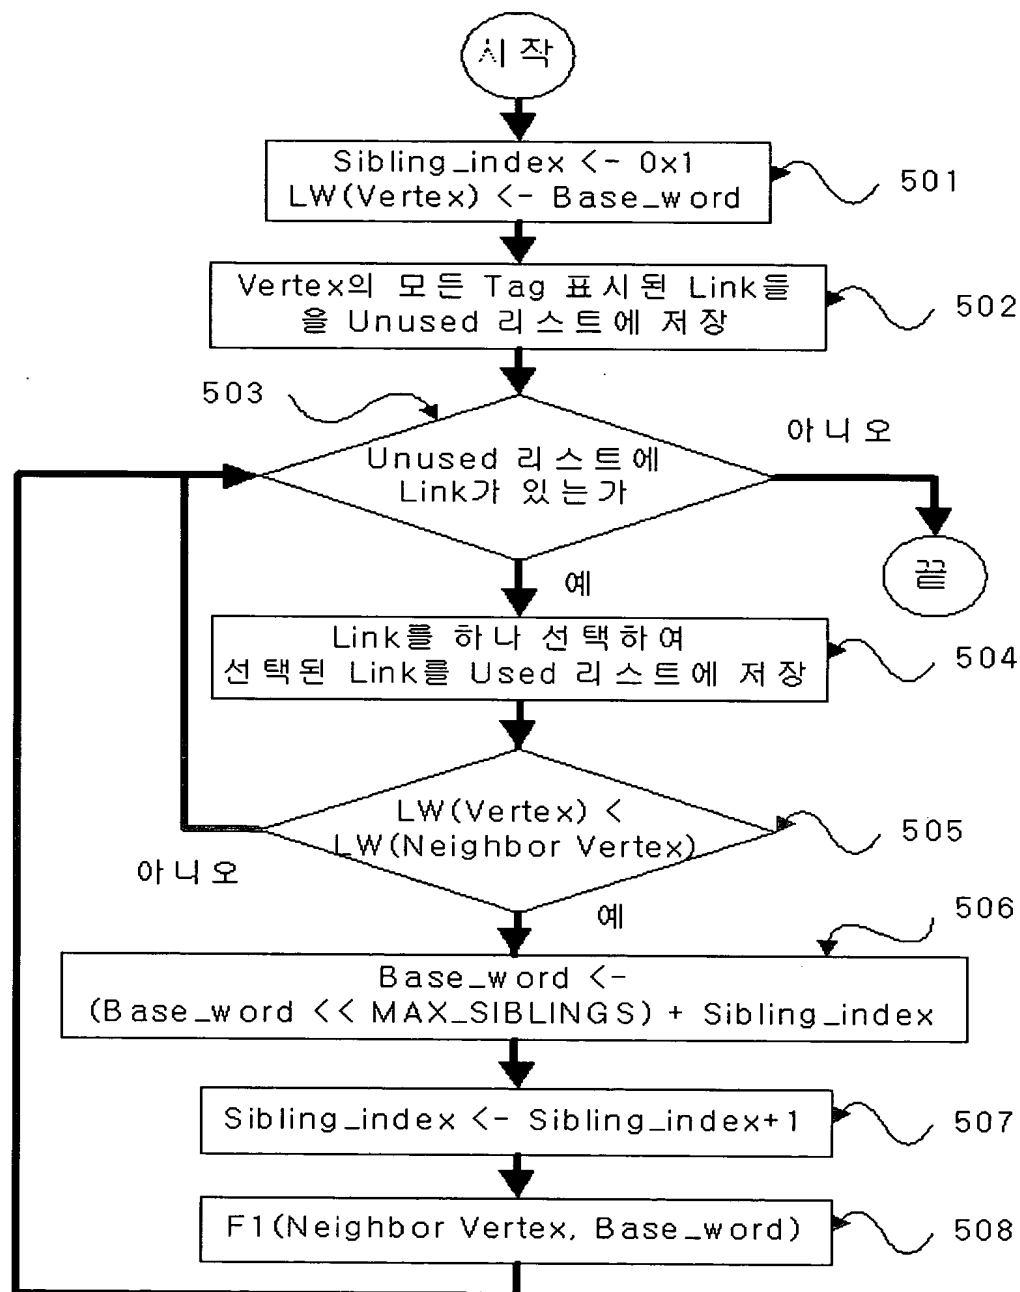 시작
Sibling_index <- 0x1
LW(Vertex) <- Base_word
501
Vertex의 모든 Tag 표시된 Link들
을 Unused 리스트에 저장
502
503
Unused 리스트에
Link가 있는가
아니오
끝
예
Link를 하나 선택하여
선택된 Link를 Used 리스트에 저장
504
LW(Vertex) <
LW(Neighbor Vertex)
505
아니오
예
506
Base_word <-
(Base_word << MAX_SIBLINGS) + Sibling_index
Sibling_index <- Sibling_index+1
507
F1(Neighbor Vertex, Base_word)
508